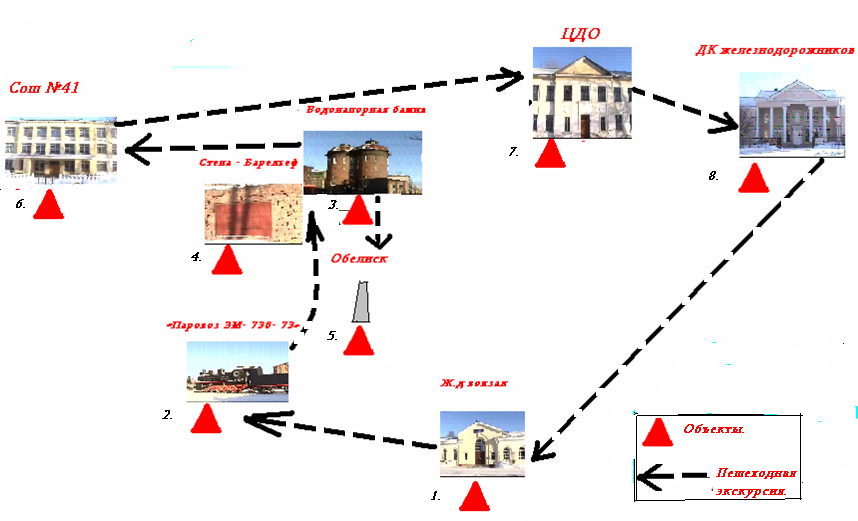 ЦДО
ДК железнодорожников
Сош №41
Водонапорная башня
7.
Стена - Барельеф
8.
6.
3.
4.
Обелиск
«Паровоз ЭМ- 730- 73»
5.
Ж.д вокзал
2.
Объекты.
Пешеходная
экскурсия.
1.